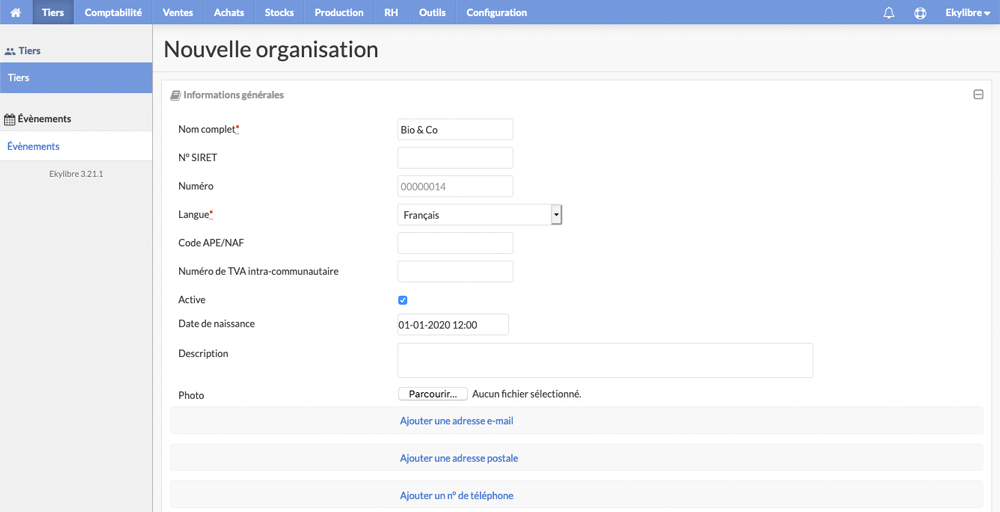 Tiers Comptabilité Ventes Achats Stocks Production RH Outils Configuration Ekylibre
Tiers
Tiers
Évènements
Évènements
Ekylibre 3.21.1
Nouvelle organisation
Informations générales
Nom complet* Bio & Co
N° SIRET
Numéro 00000014
Langue* Français
Code APE/NAF
Numéro de TVA intra-communautaire
Active
Date de naissance 01-01-2020 12:00
Description
Photo Parcourir... Aucun fichier sélectionné.
Ajouter une adresse e-mail
Ajouter une adresse postale
Ajouter un n° de téléphone